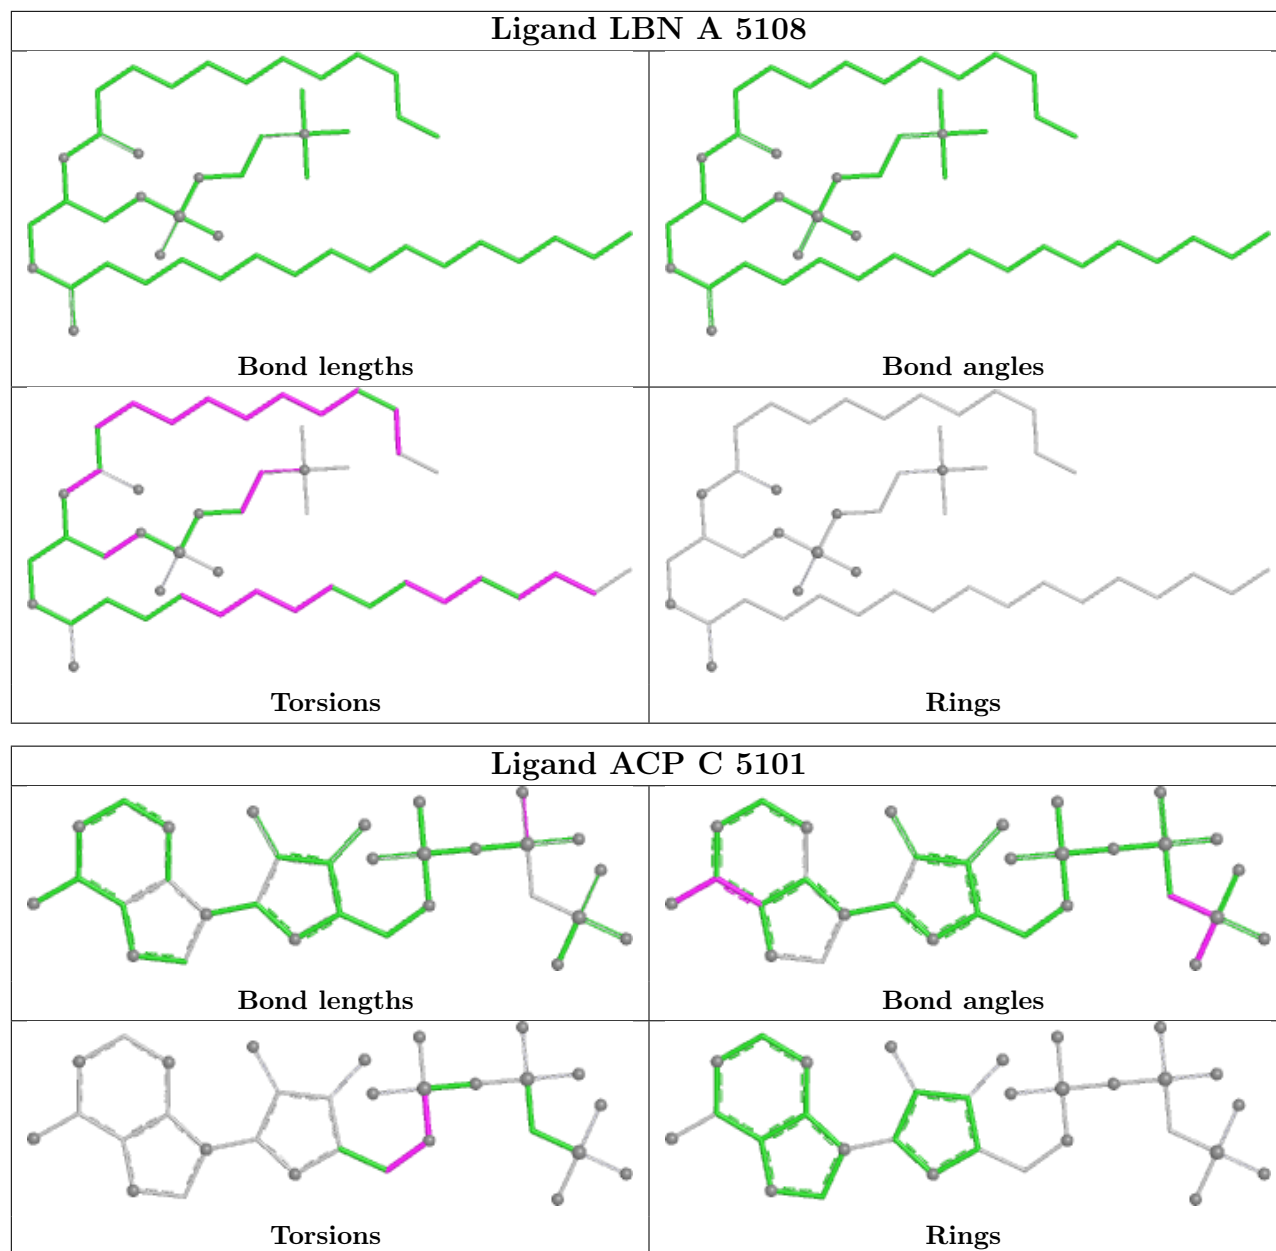 Ligand LBN A 5108
Bond lengths
Bond angles
Torsions
Rings
Ligand ACP C 5101
Bond lengths
Bond angles
Torsions
Rings